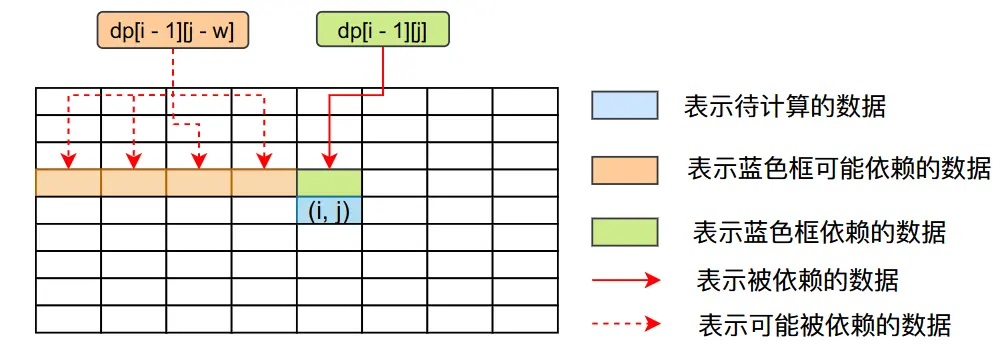 dp[i - 1][j - w]
dp[i - 1][j]
(i, j)
表示待计算的数据
表示蓝色框可能依赖的数据
表示蓝色框依赖的数据
表示被依赖的数据
表示可能被依赖的数据